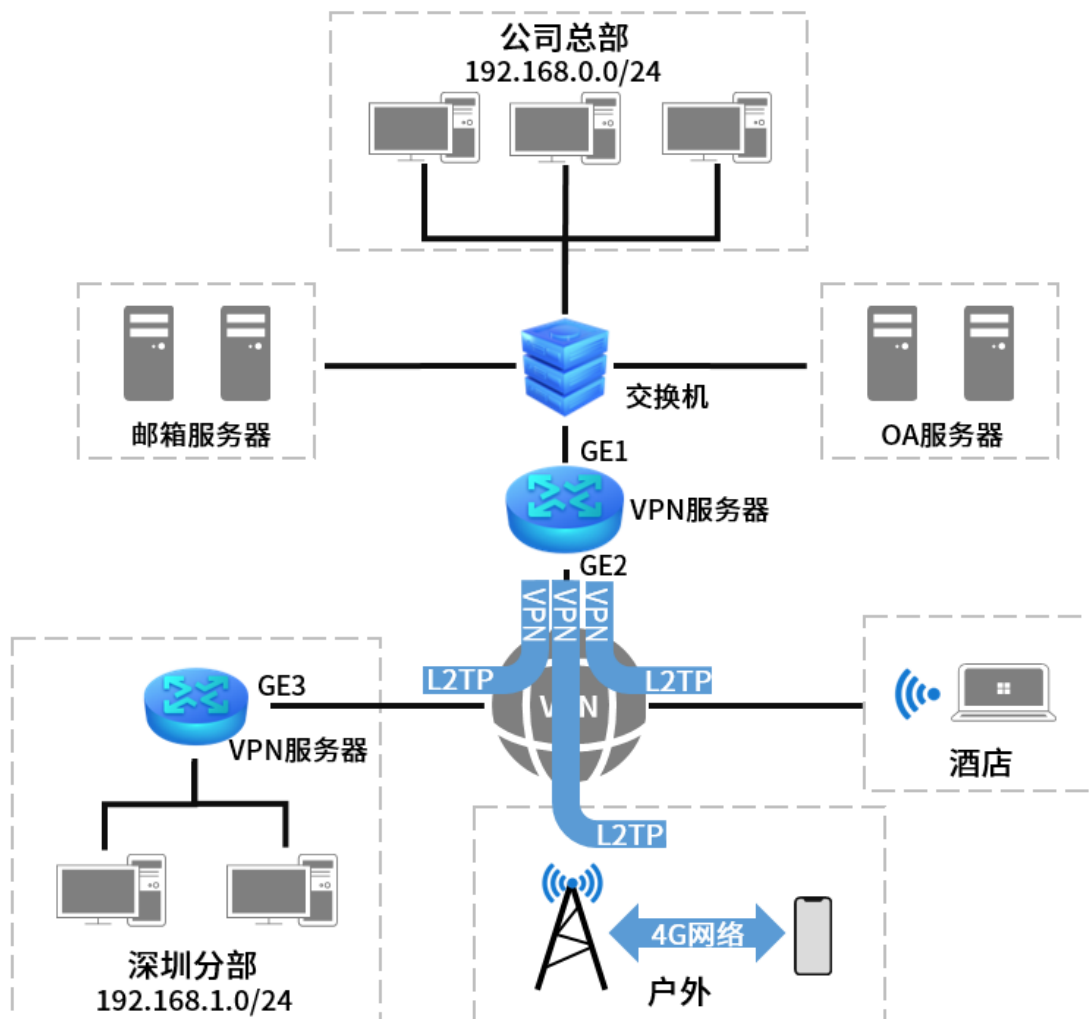 公司总部
192.168.0.0/24
邮箱服务器
交换机
OA服务器
GE1
VPN服务器
GE2
VPN
VPN
VPN
L2TP
L2TP
VPN
GE3
VPN服务器
酒店
L2TP
4G网络
户外
深圳分部
192.168.1.0/24